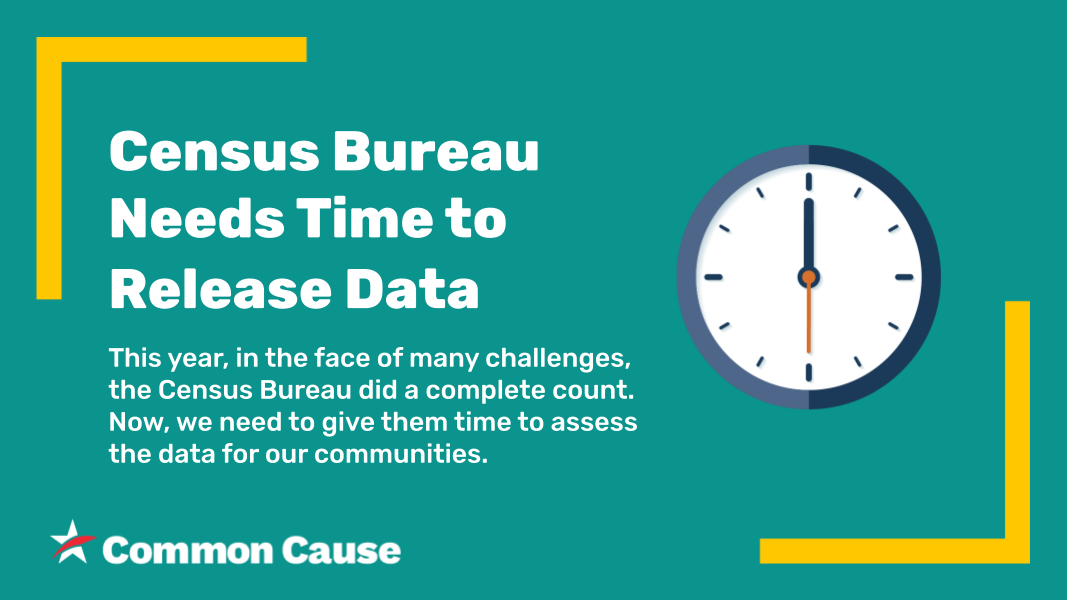 Census Bureau
Needs Time to
Release Data
This year, in the face of many challenges,
the Census Bureau did a complete count.
Now, we need to give them time to assess
the data for our communities.
Common Cause